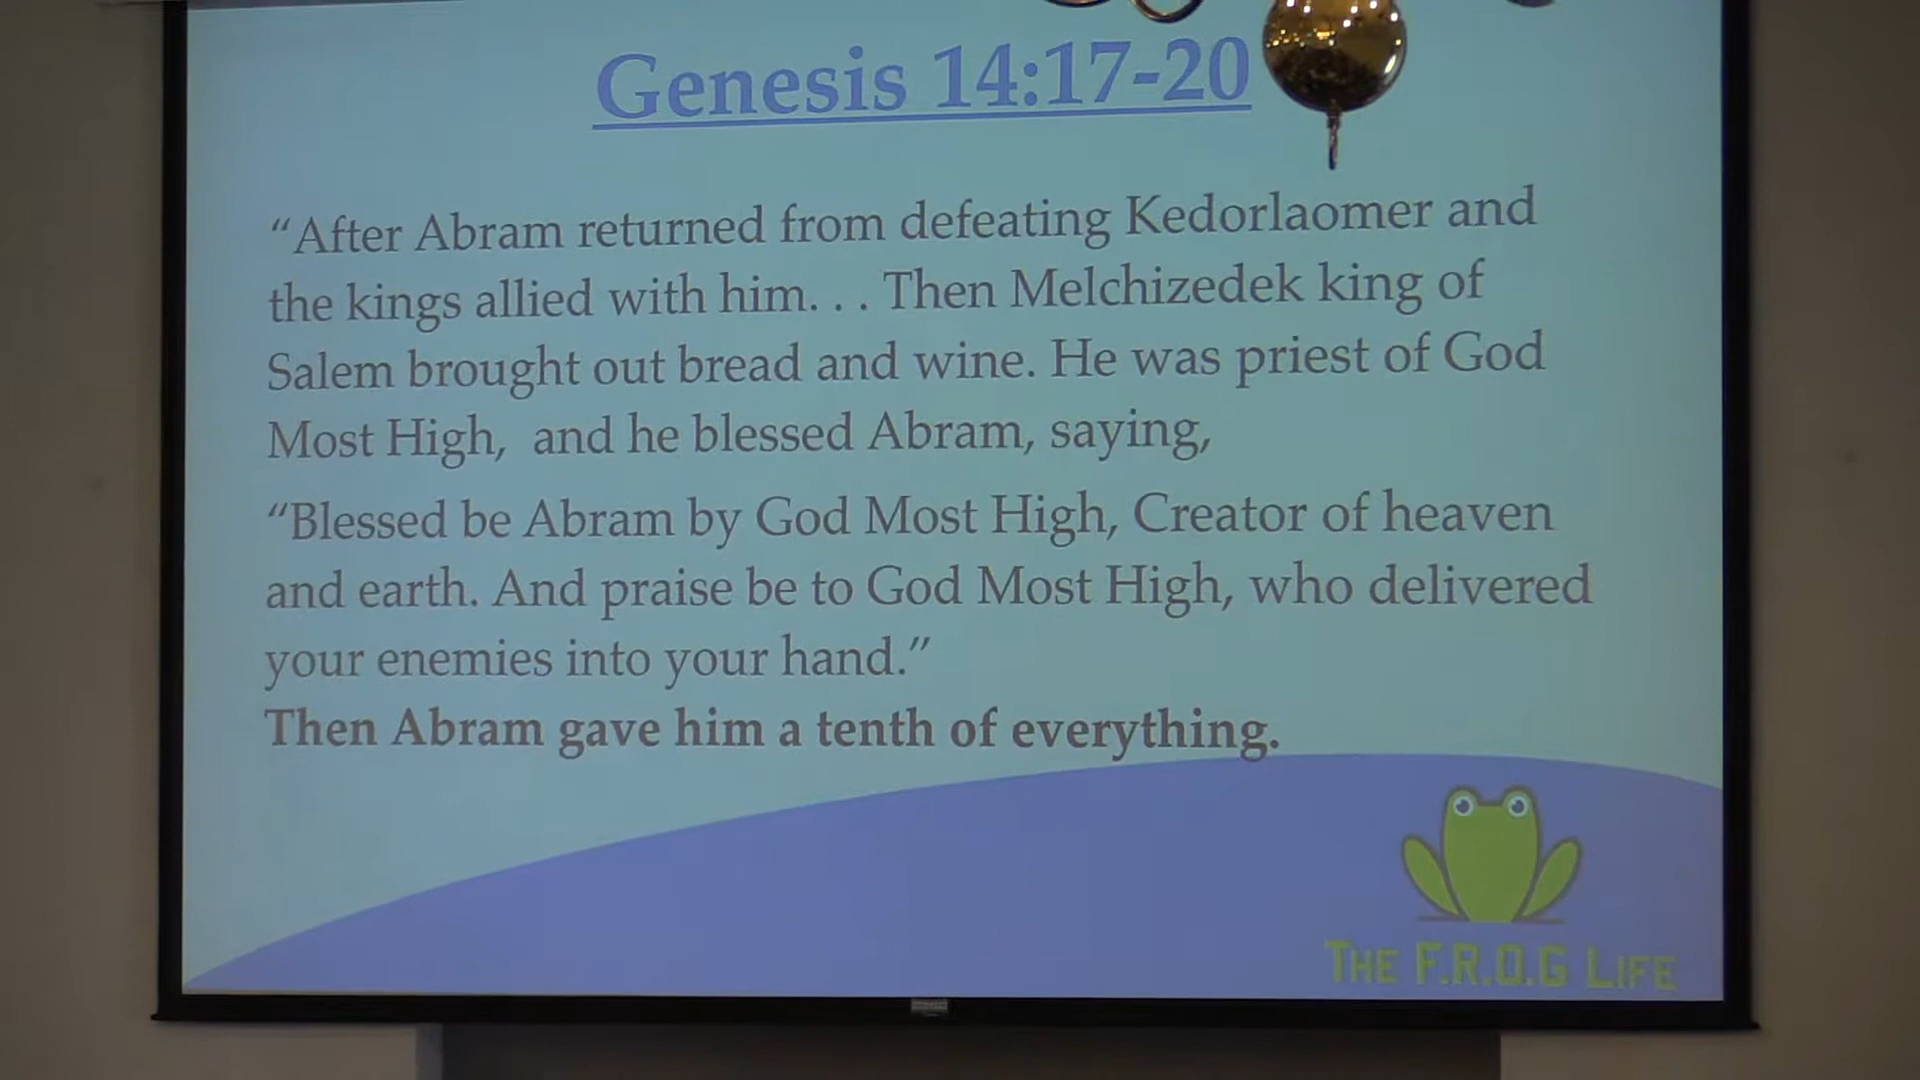 Genesis 14:17-20
“After Abram returned from defeating Kedorlaomer and
the kings allied with him. . . Then Melchizedek king of
Salem brought out bread and wine. He was priest of God
Most High,  and he blessed Abram, saying,
“Blessed be Abram by God Most High, Creator of heaven
and earth. And praise be to God Most High, who delivered
your enemies into your hand.”
Then Abram gave him a tenth of everything.
THE F.R.O.G LIFE